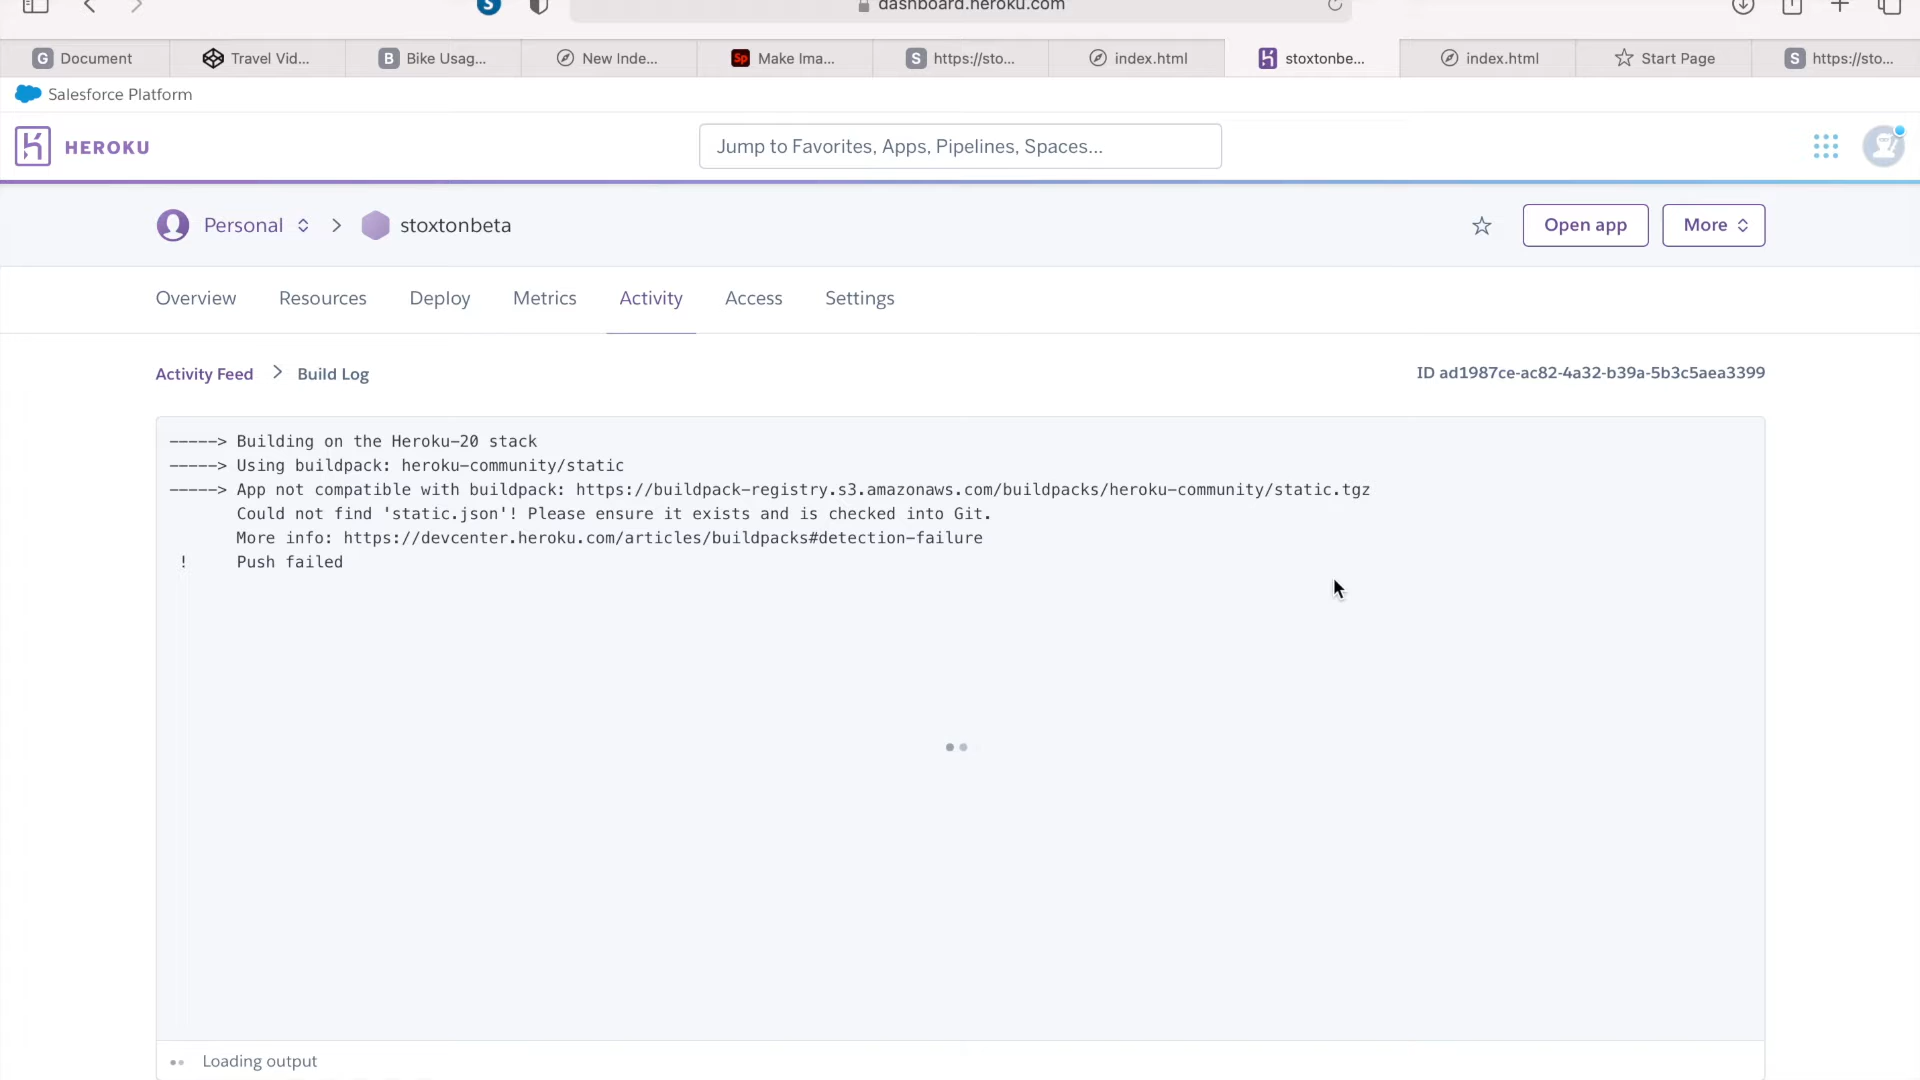 dashboard.heroku.com
Document
Travel Vid...
Bike Usag...
New Inde...
Make Ima...
https://sto...
index.html
stoxtonbe...
index.html
Start Page
https://sto...
Salesforce Platform
HEROKU
Jump to Favorites, Apps, Pipelines, Spaces...
Personal > stoxtonbeta
Open app
More
Overview
Resources
Deploy
Metrics
Activity
Access
Settings
Activity Feed > Build Log
ID ad1987ce-ac82-4a32-b39a-5b3c5aea3399
-----> Building on the Heroku-20 stack
-----> Using buildpack: heroku-community/static
-----> App not compatible with buildpack: https://buildpack-registry.s3.amazonaws.com/buildpacks/heroku-community/static.tgz
Could not find 'static.json'! Please ensure it exists and is checked into Git.
More info: https://devcenter.heroku.com/articles/buildpacks#detection-failure
! Push failed
Loading output